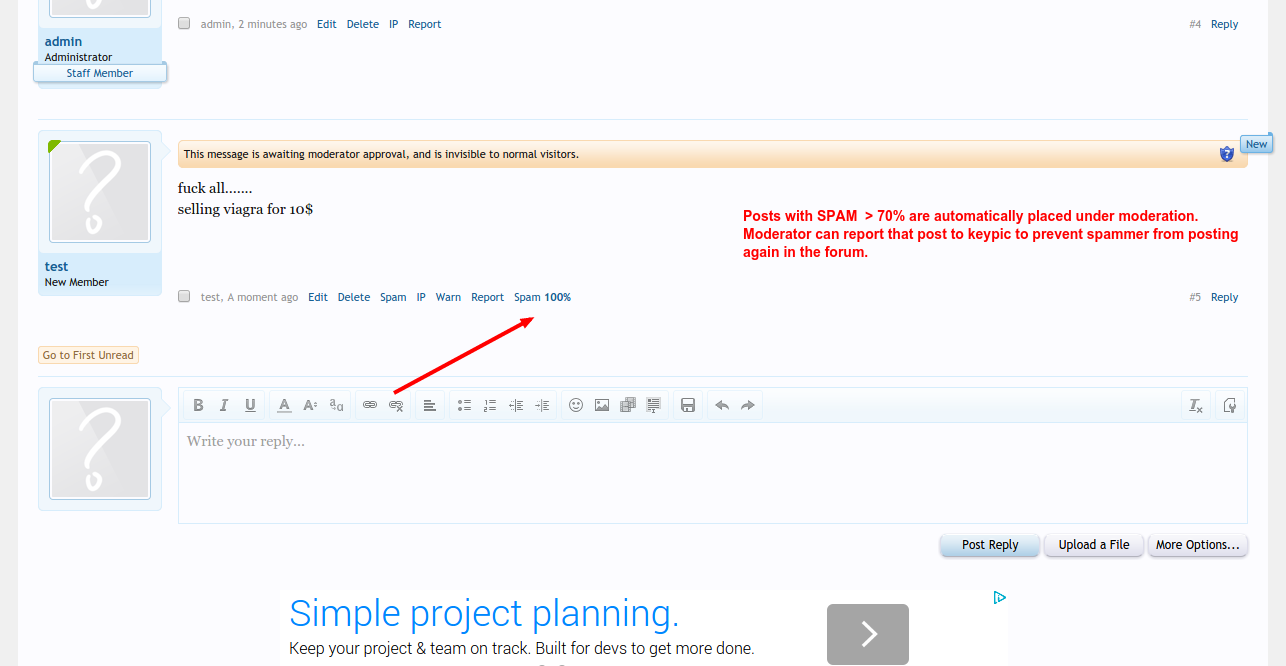 admin, 2 minutes ago Edit Delete IP Report #4 Reply
admin
Administrator
Staff Member
New
This message is awaiting moderator approval, and is invisible to normal visitors.
fuck all.......
selling viagra for 10$
Posts with SPAM > 70% are automatically placed under moderation.
Moderator can report that post to keypic to prevent spammer from posting
again in the forum.
test
New Member
test, A moment ago Edit Delete Spam IP Warn Report Spam 100% #5 Reply
Go to First Unread
Write your reply...
Post Reply Upload a File More Options...
Simple project planning.
Keep your project & team on track. Built for devs to get more done.